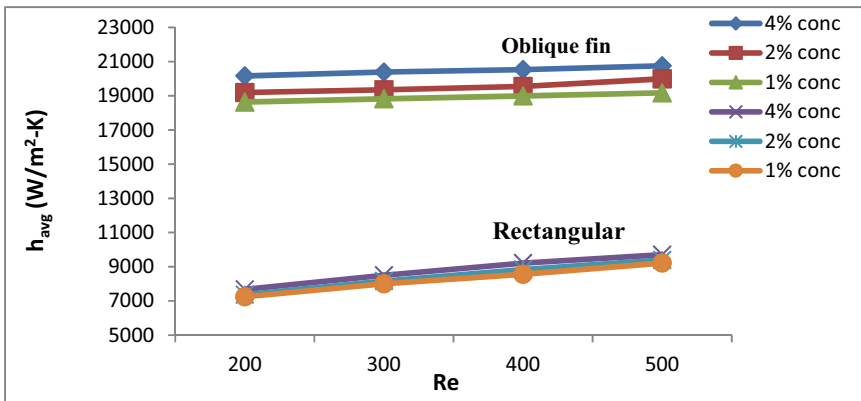 23000
21000
19000
17000
15000
13000
11000
9000
7000
5000
h_avg (W/m²-K)
Oblique fin
Rectangular
200 300 400 500
Re
4% conc
2% conc
1% conc
4% conc
2% conc
1% conc